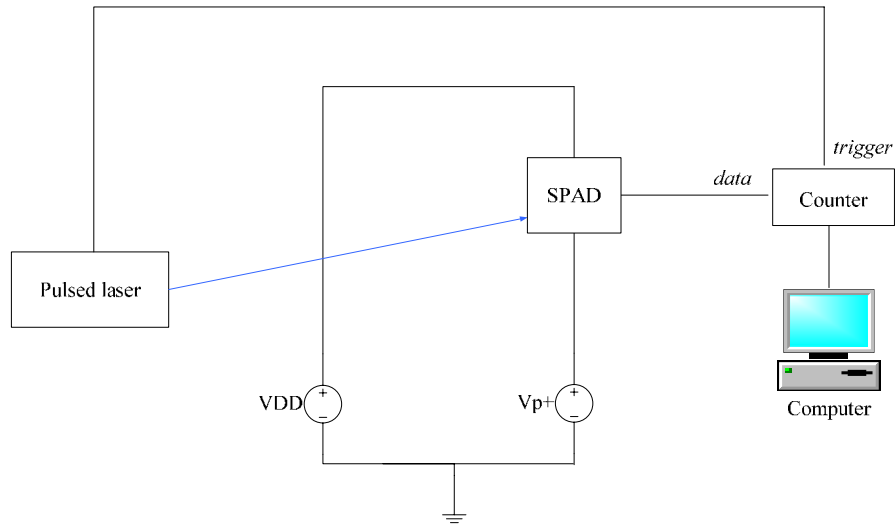 trigger
data
SPAD
Counter
Pulsed laser
VDD
Vp+
Computer